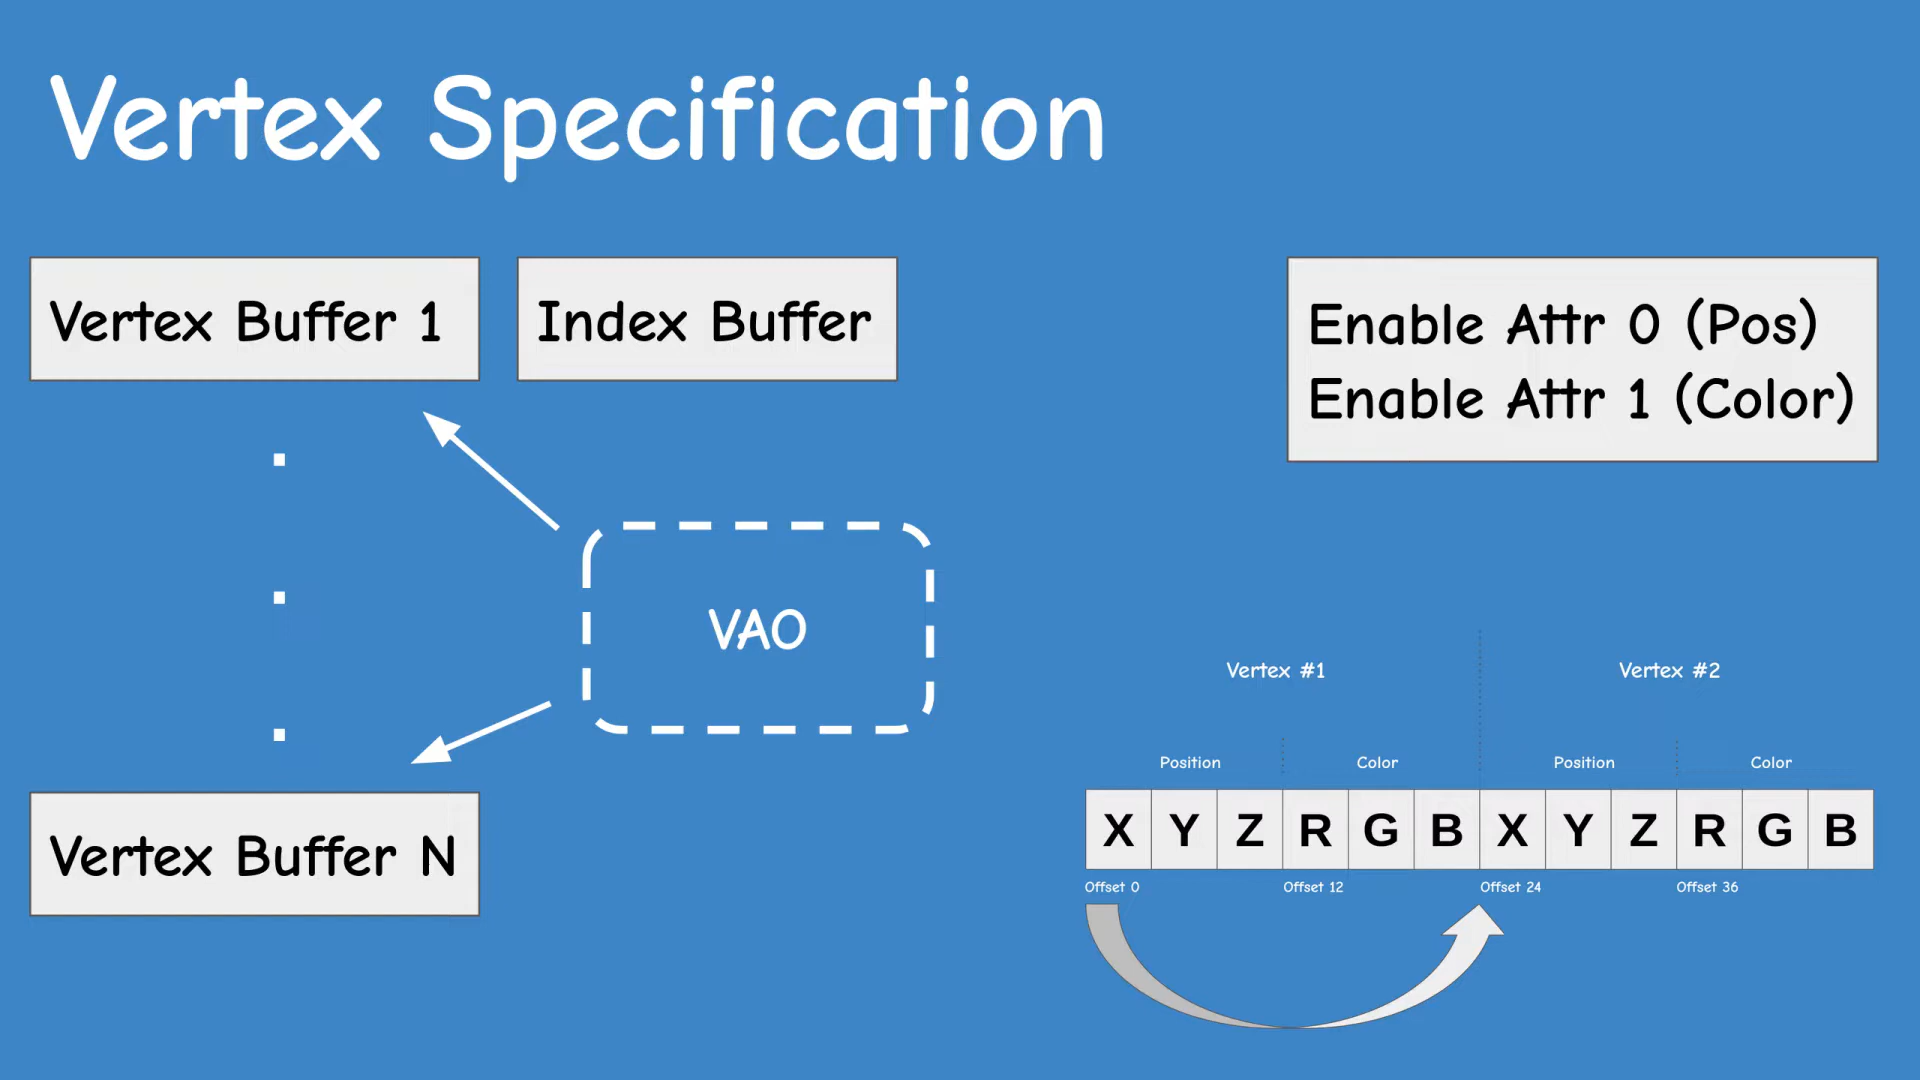 Vertex Specification
Vertex Buffer 1
Index Buffer
Enable Attr 0 (Pos)
Enable Attr 1 (Color)
VAO
Vertex Buffer N
Vertex #1
Vertex #2
Position
Color
Position
Color
X Y Z R G B X Y Z R G B
Offset 0
Offset 12
Offset 24
Offset 36